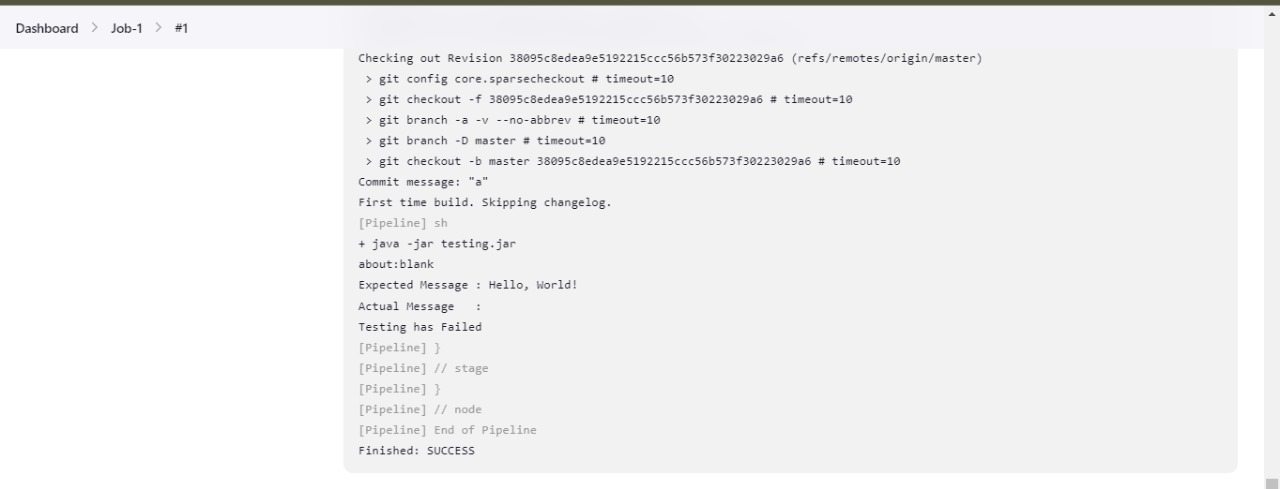 Dashboard > Job-1 > #1
Checking out Revision 38095c8edea9e5192215ccc56b573f30223029a6 (refs/remotes/origin/master)
> git config core.sparsecheckout # timeout=10
> git checkout -f 38095c8edea9e5192215ccc56b573f30223029a6 # timeout=10
> git branch -a -v --no-abbrev # timeout=10
> git branch -D master # timeout=10
> git checkout -b master 38095c8edea9e5192215ccc56b573f30223029a6 # timeout=10
Commit message: "a"
First time build. Skipping changelog.
[Pipeline] sh
+ java -jar testing.jar
about:blank
Expected Message : Hello, World!
Actual Message   :
Testing has Failed
[Pipeline] }
[Pipeline] // stage
[Pipeline] }
[Pipeline] // node
[Pipeline] End of Pipeline
Finished: SUCCESS